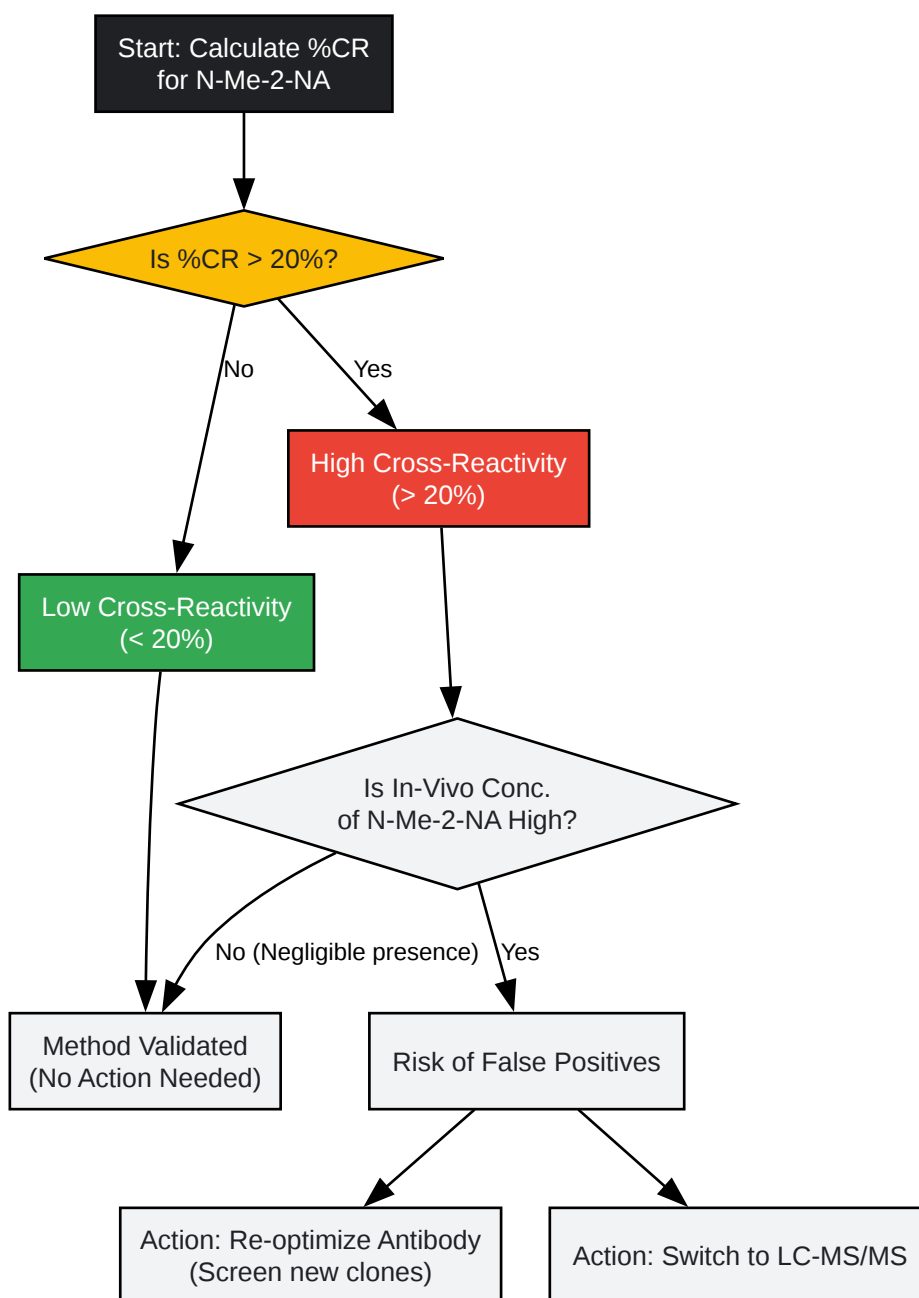 Start: Calculate %CR
for N-Me-2-NA
Is %CR > 20%?
No
Yes
High Cross-Reactivity
(> 20%)
Low Cross-Reactivity
(< 20%)
Is In-Vivo Conc.
of N-Me-2-NA High?
No (Negligible presence)
Yes
Method Validated
(No Action Needed)
Risk of False Positives
Action: Re-optimize Antibody
(Screen new clones)
Action: Switch to LC-MS/MS